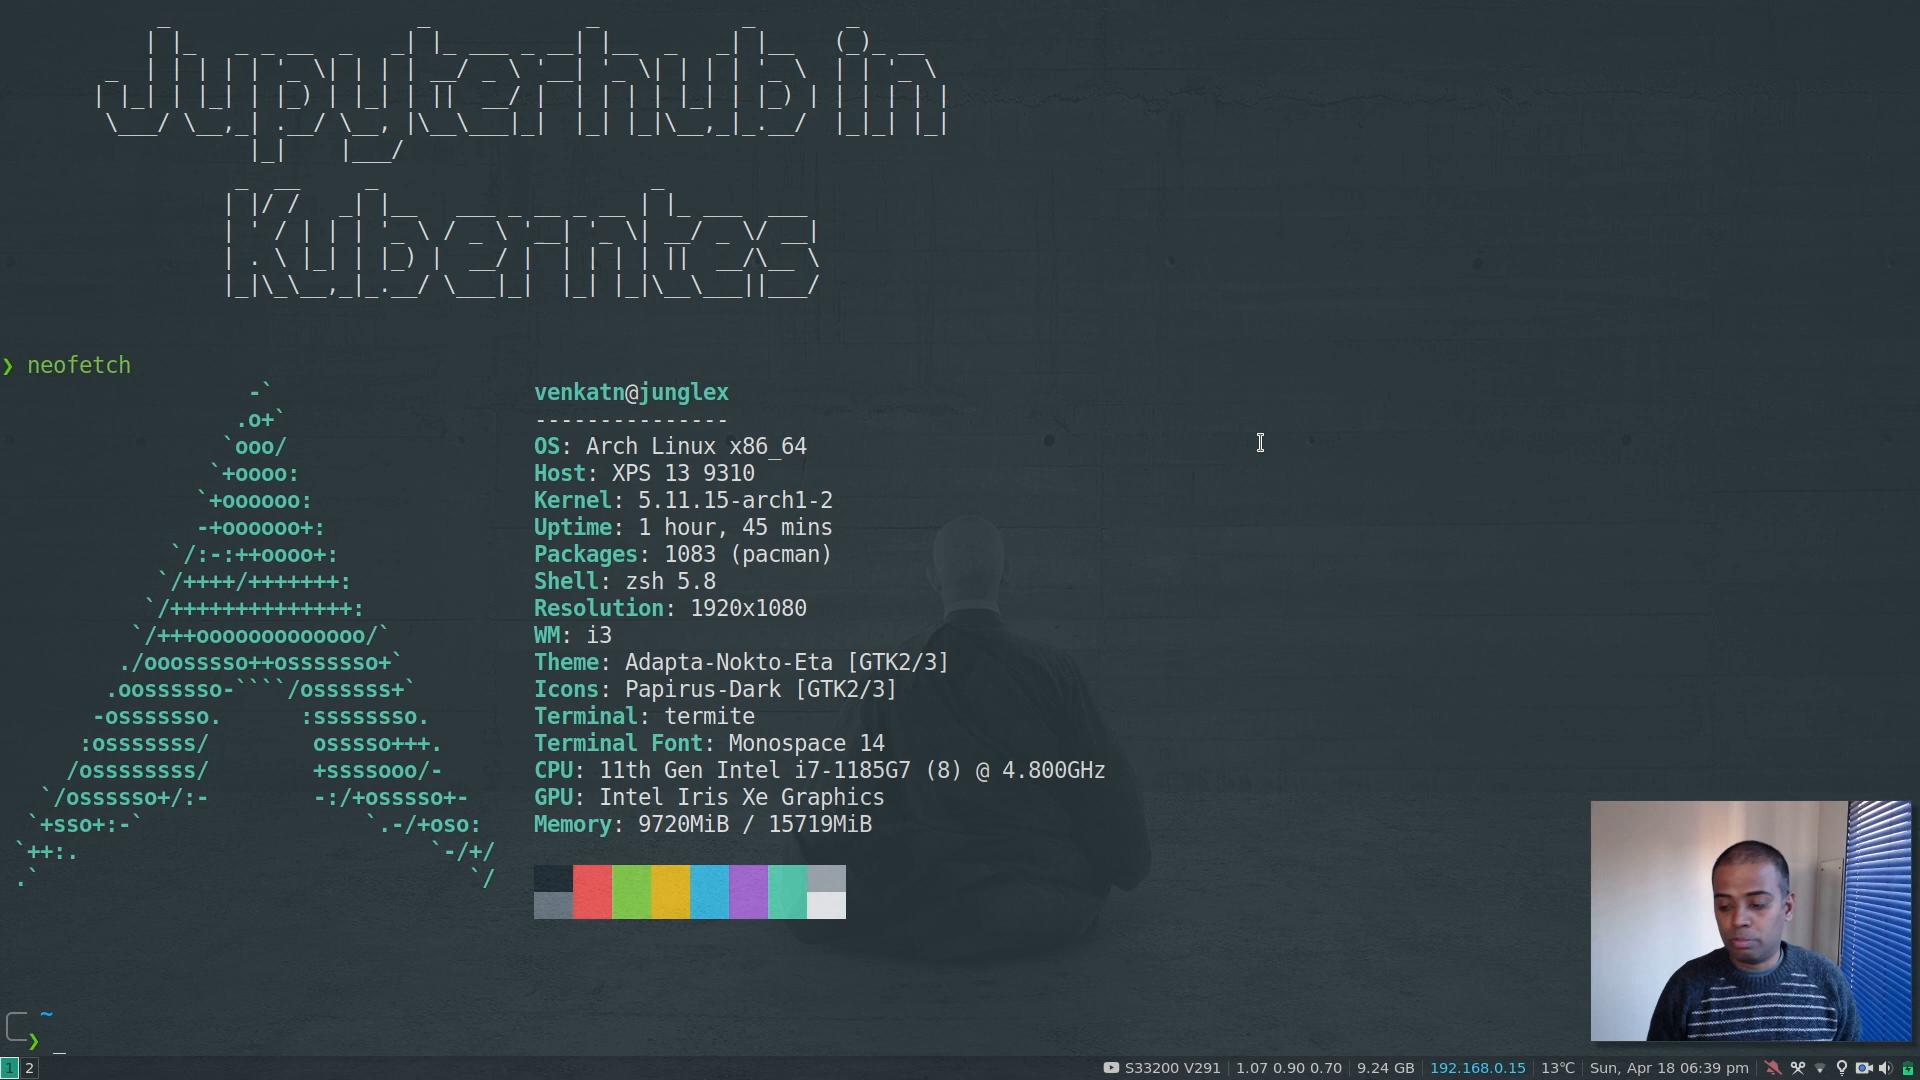 Jupyterhub in
Kuberntes
❯ neofetch
venkatn@junglex
---------------
OS: Arch Linux x86_64
Host: XPS 13 9310
Kernel: 5.11.15-arch1-2
Uptime: 1 hour, 45 mins
Packages: 1083 (pacman)
Shell: zsh 5.8
Resolution: 1920x1080
WM: i3
Theme: Adapta-Nokto-Eta [GTK2/3]
Icons: Papirus-Dark [GTK2/3]
Terminal: termite
Terminal Font: Monospace 14
CPU: 11th Gen Intel i7-1185G7 (8) @ 4.800GHz
GPU: Intel Iris Xe Graphics
Memory: 9720MiB / 15719MiB
~
❯ _
1 2 S33200 V291 1.07 0.90 0.70 9.24 GB 192.168.0.15 13℃ Sun, Apr 18 06:39 pm